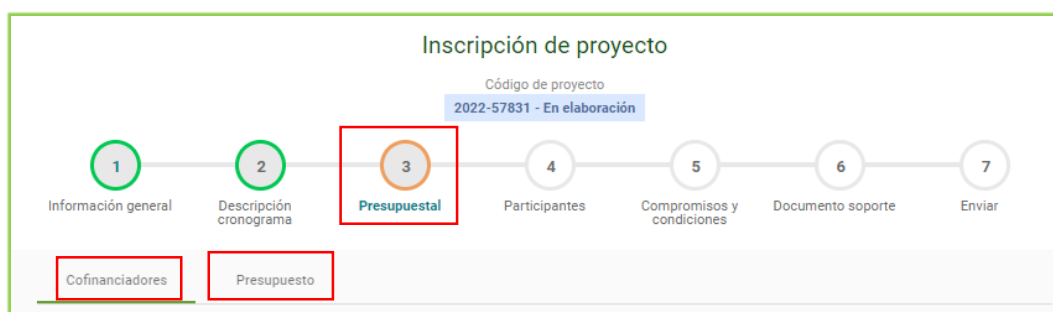 Inscripción de proyecto
Código de proyecto
2022-57831 - En elaboración
1
2
3
4
5
6
7
Información general
Descripción
cronograma
Presupuestal
Participantes
Compromisos y
condiciones
Documento soporte
Enviar
Cofinanciadores
Presupuesto